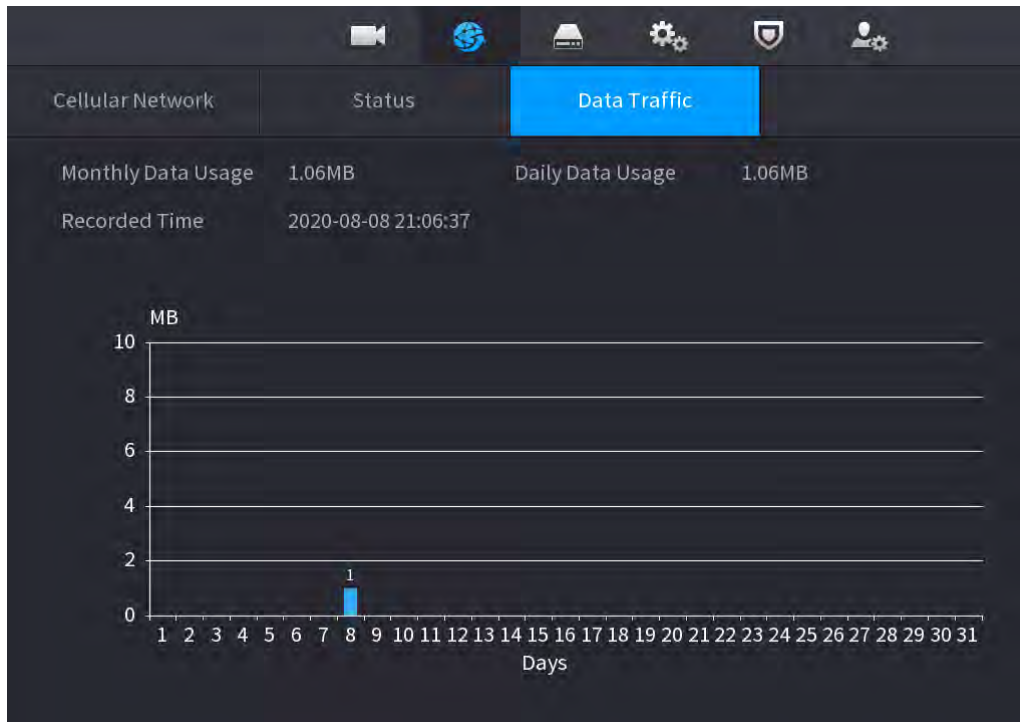 Cellular Network Status Data Traffic
Monthly Data Usage 1.06MB Daily Data Usage 1.06MB
Recorded Time 2020-08-08 21:06:37
MB
10
8
6
4
2
1
0
1 2 3 4 5 6 7 8 9 10 11 12 13 14 15 16 17 18 19 20 21 22 23 24 25 26 27 28 29 30 31
Days